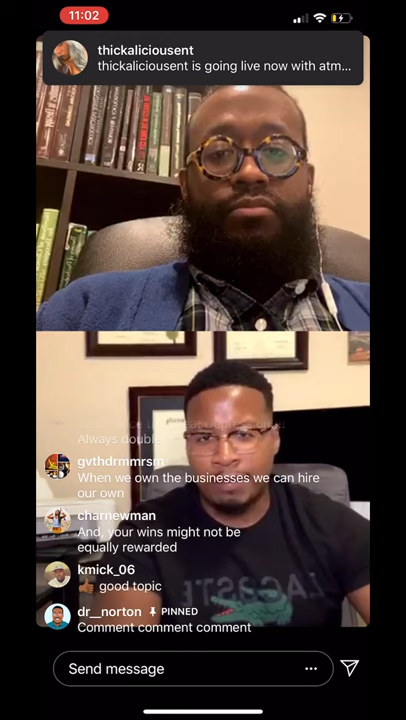 11:02
thickaliciousent
thickaliciousent is going live now with atm...
Always double
gvthdrmmrsm
When we own the businesses we can hire
our own
charnewman
And, your wins might not be
equally rewarded
kmick_06
👍🏾 good topic
dr__norton PINNED
Comment comment comment
LACOSTE
Send message